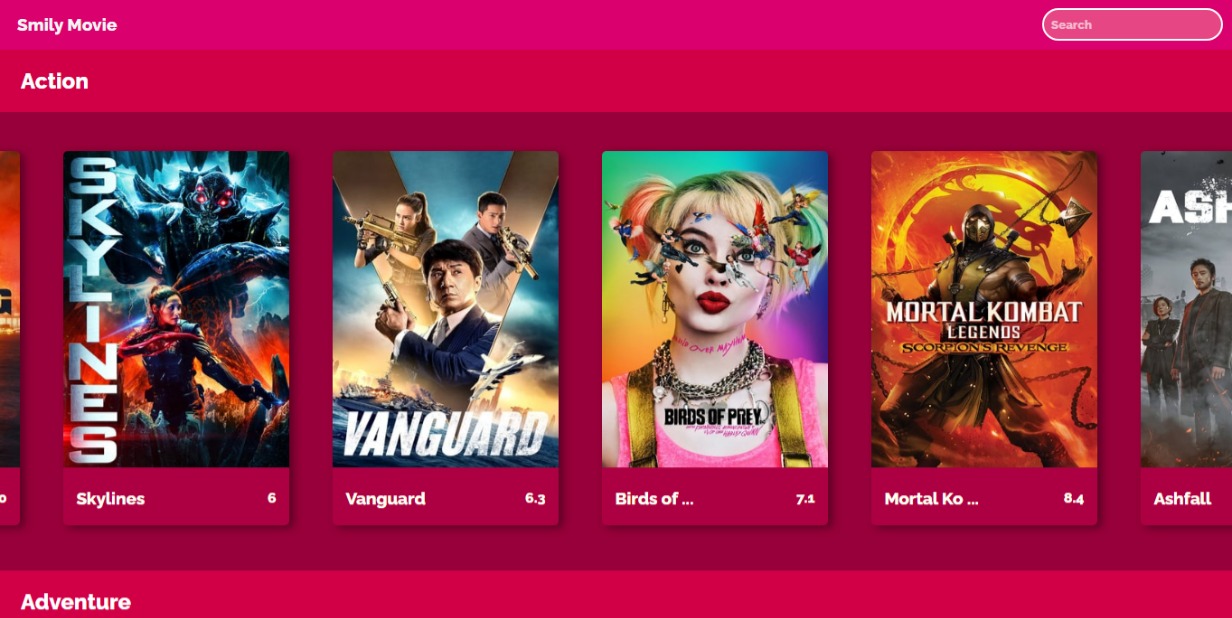 Smily Movie
Search
Action
SKYLINES
VANGUARD
BIRDS OF PREY
MORTAL KOMBAT
LEGENDS
SCORPION'S REVENGE
ASH
Skylines
6
Vanguard
6.3
Birds of ...
7.1
Mortal Ko ...
8.4
Ashfall
Adventure